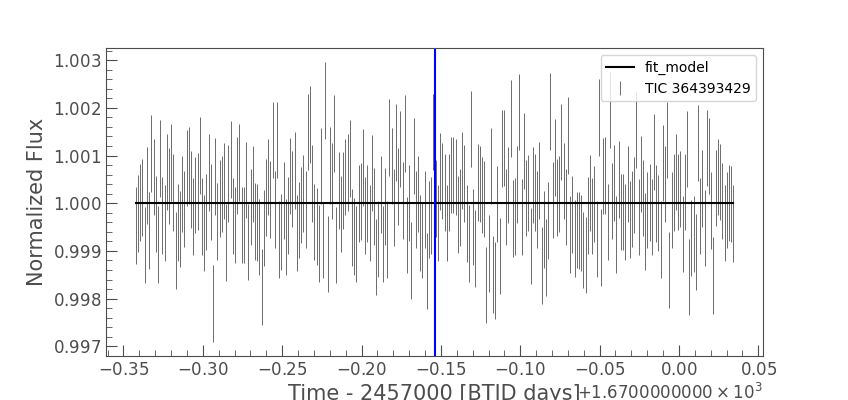 1.003
1.002
1.001
1.000
0.999
0.998
0.997
Normalized Flux
fit_model
TIC 364393429
−0.35 −0.30 −0.25 −0.20 −0.15 −0.10 −0.05 0.00 0.05
Time - 2457000 [BTJD days]
+1.6700000000 × 10³